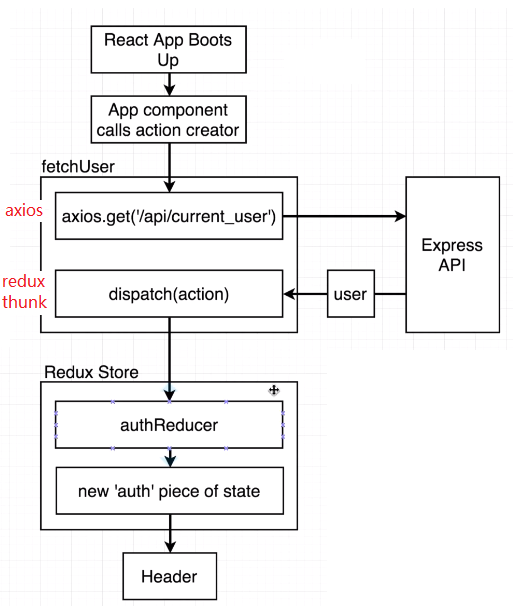 React App Boots
Up
App component
calls action creator
fetchUser
axios
axios.get('/api/current_user')
Express
API
redux
thunk
dispatch(action)
user
Redux Store
authReducer
new 'auth' piece of state
Header